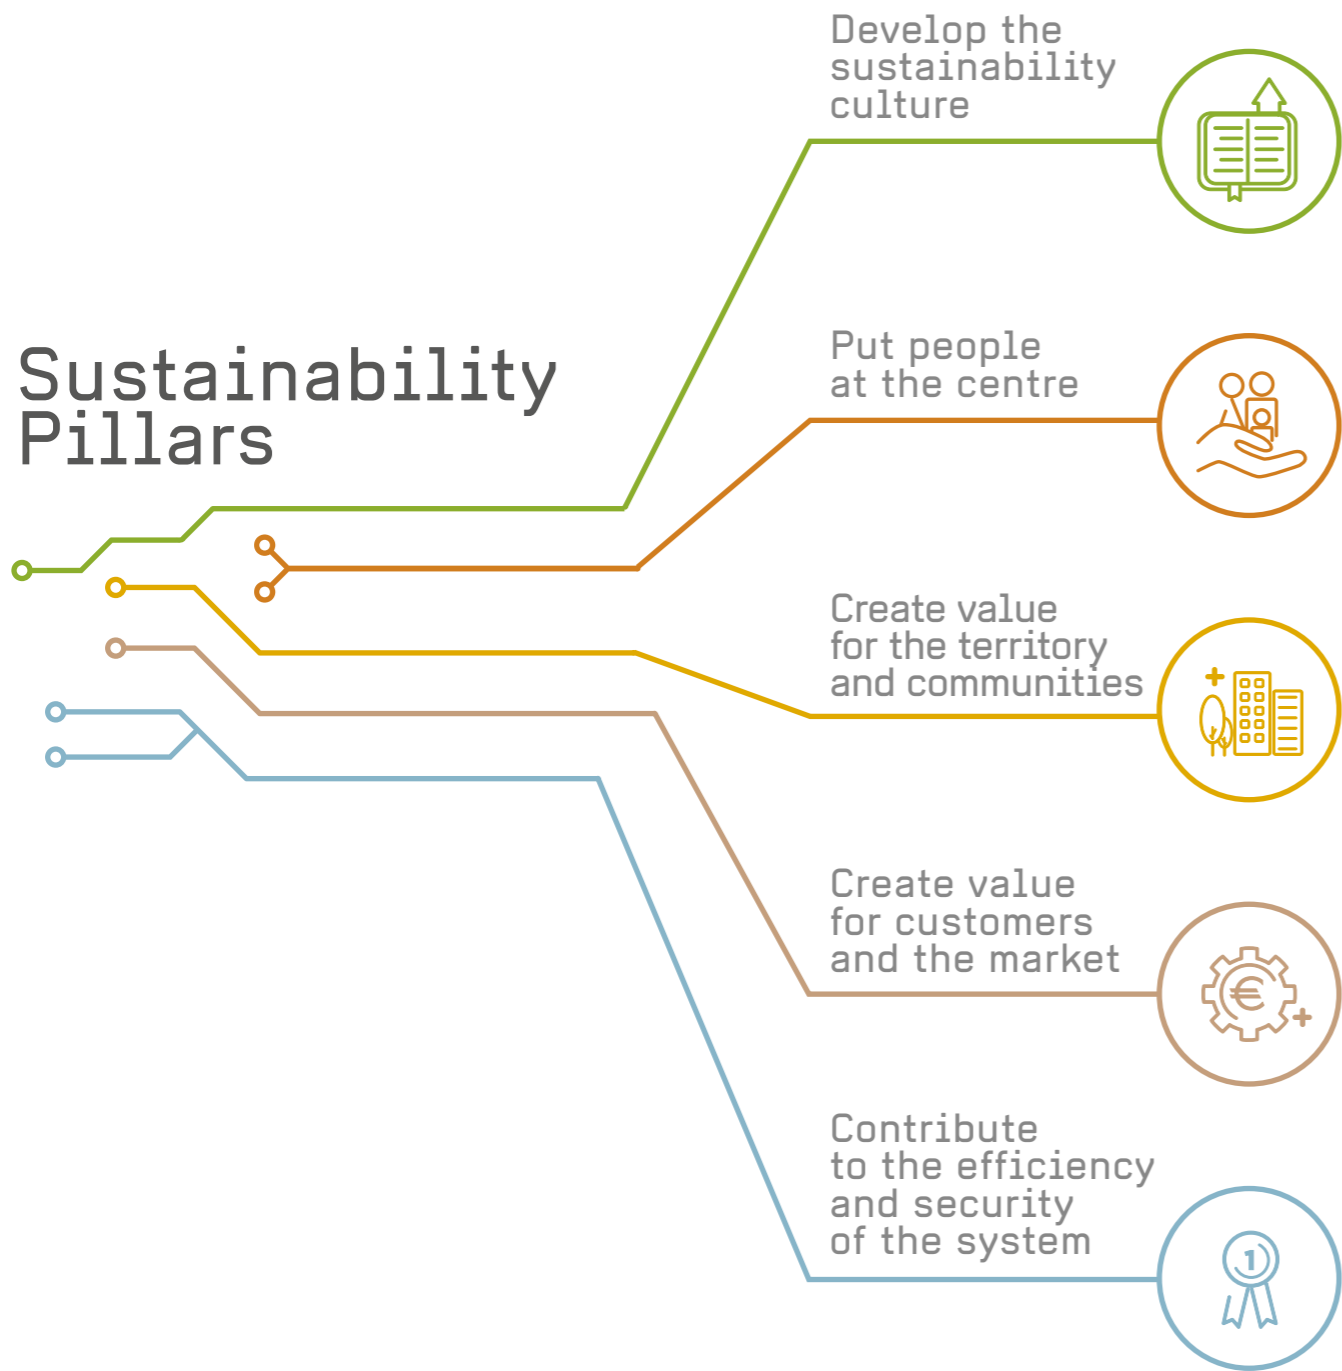 Sustainability
Pillars
Develop the
sustainability
culture
Put people
at the centre
Create value
for the territory
and communities
Create value
for customers
and the market
€
Contribute
to the efficiency
and security
of the system
1